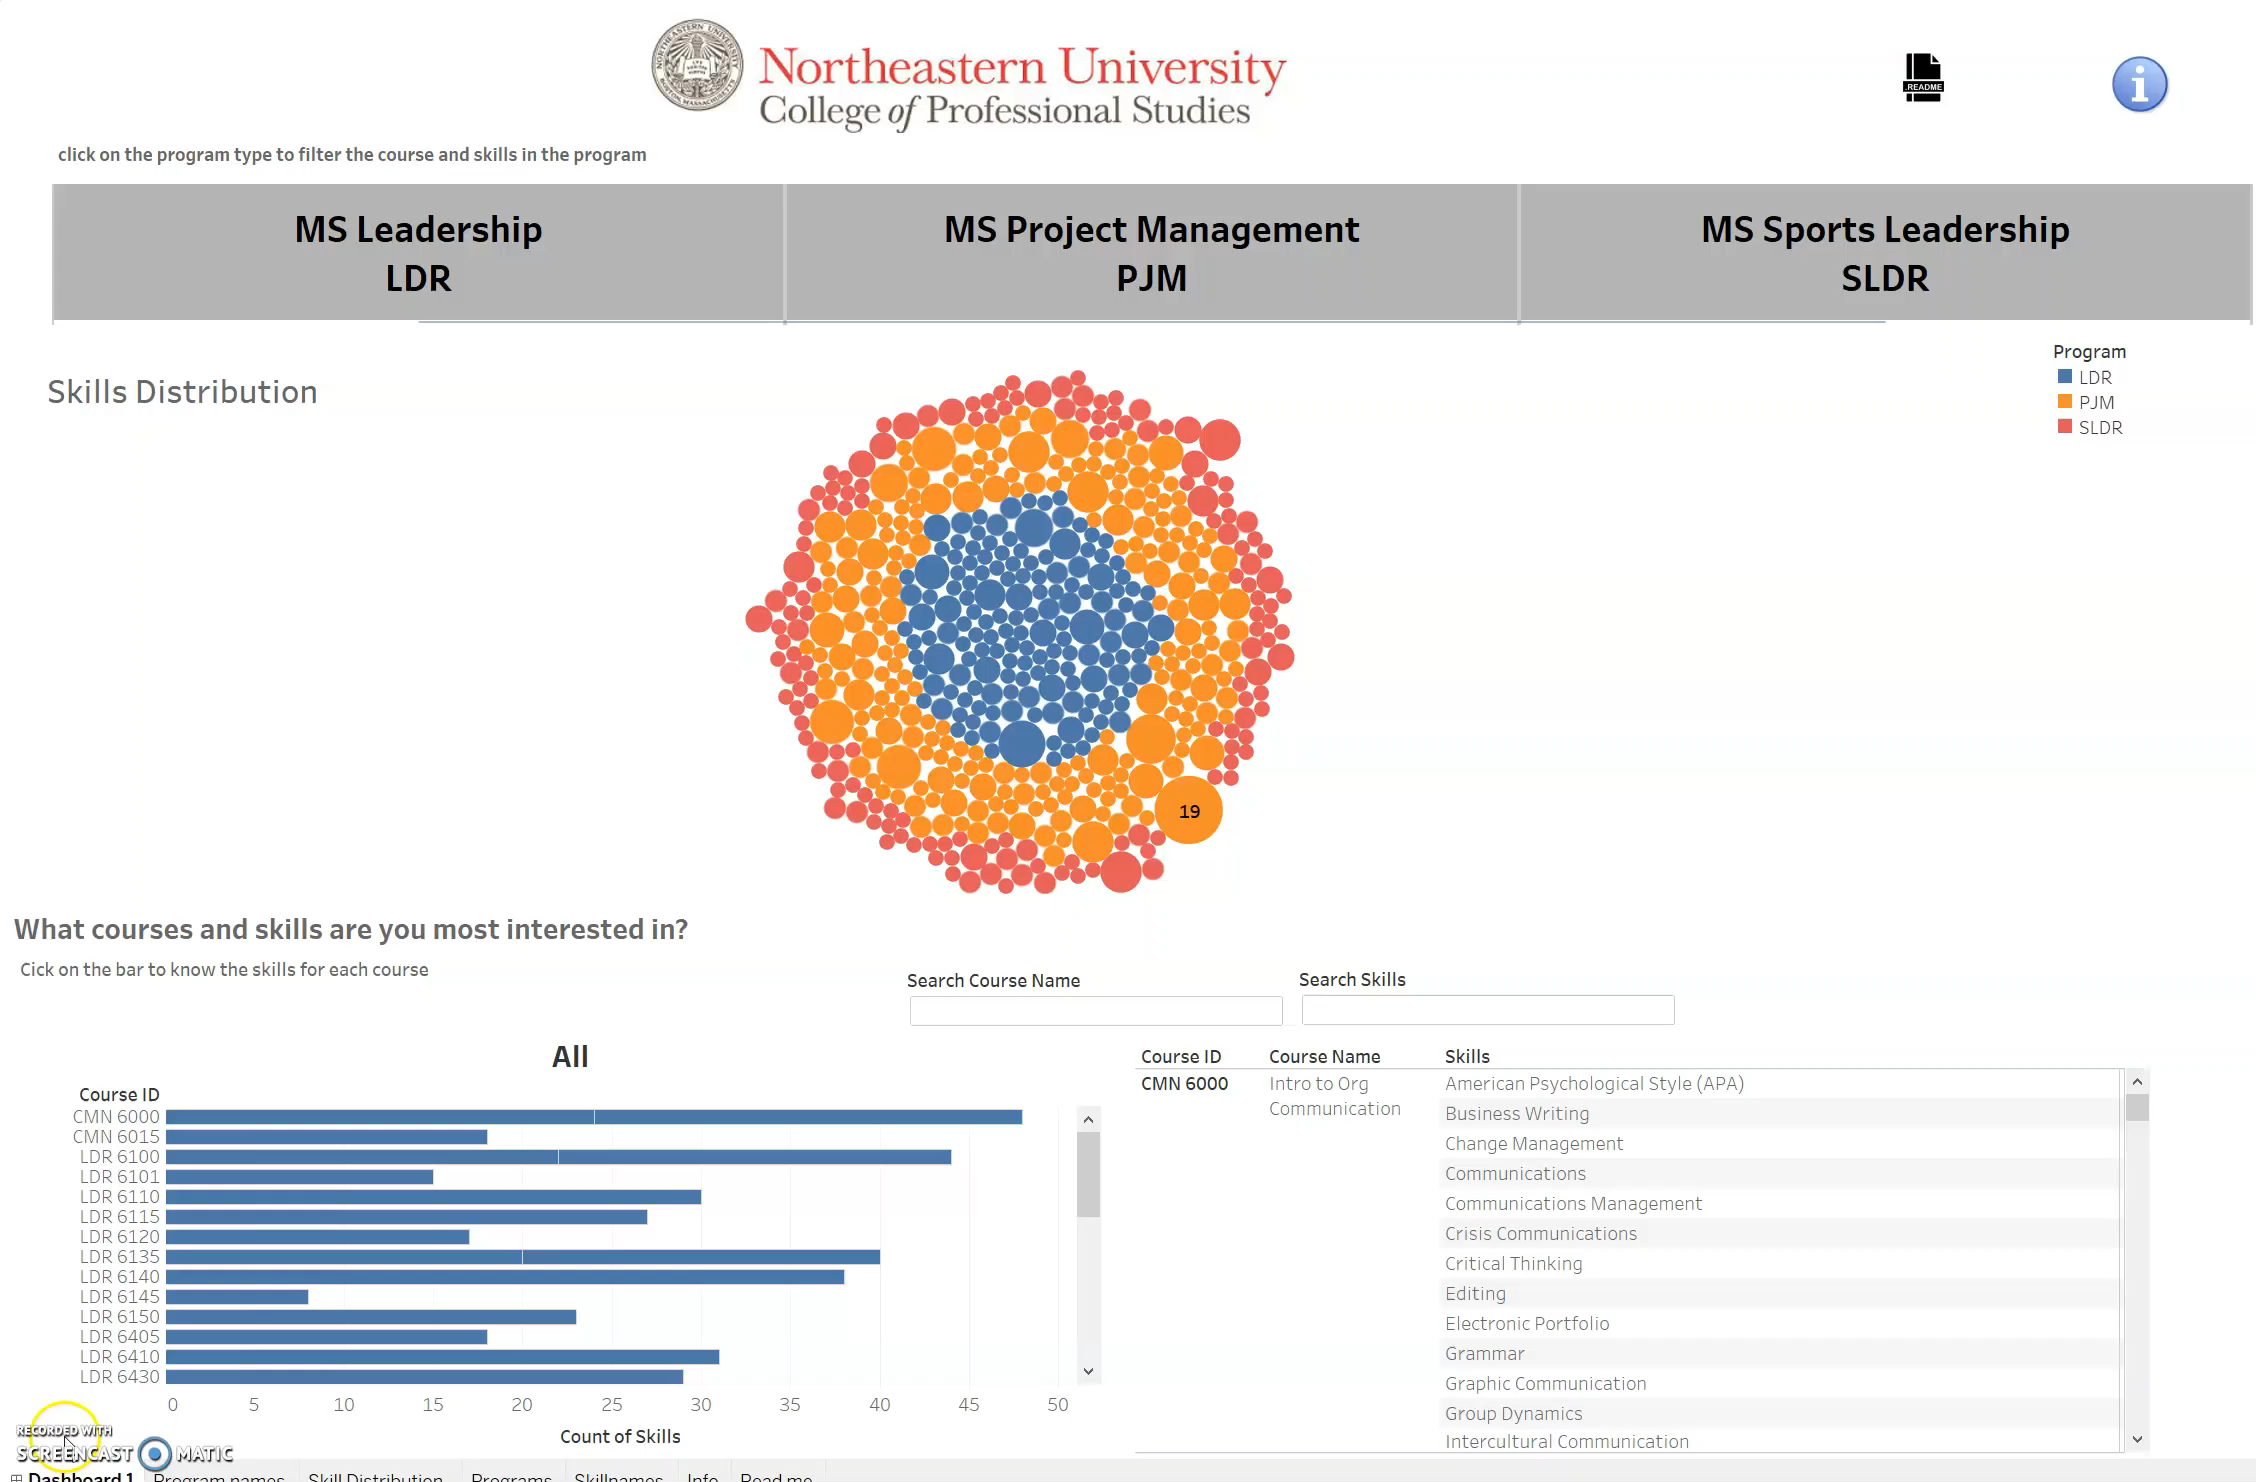 Northeastern University
College of Professional Studies
.README
i
click on the program type to filter the course and skills in the program
MS Leadership
LDR
MS Project Management
PJM
MS Sports Leadership
SLDR
Program
LDR
PJM
SLDR
Skills Distribution
19
What courses and skills are you most interested in?
Cick on the bar to know the skills for each course
Search Course Name
Search Skills
All
Course ID
CMN 6000
CMN 6015
LDR 6100
LDR 6101
LDR 6110
LDR 6115
LDR 6120
LDR 6135
LDR 6140
LDR 6145
LDR 6150
LDR 6405
LDR 6410
LDR 6430
0 5 10 15 20 25 30 35 40 45 50
Count of Skills
Course ID Course Name Skills
CMN 6000 Intro to Org American Psychological Style (APA)
Communication Business Writing
Change Management
Communications
Communications Management
Crisis Communications
Critical Thinking
Editing
Electronic Portfolio
Grammar
Graphic Communication
Group Dynamics
Intercultural Communication
RECORDED WITH
SCREENCAST MATIC
Dashboard 1 Program names Skill Distribution Programs Skillnames Info Read me